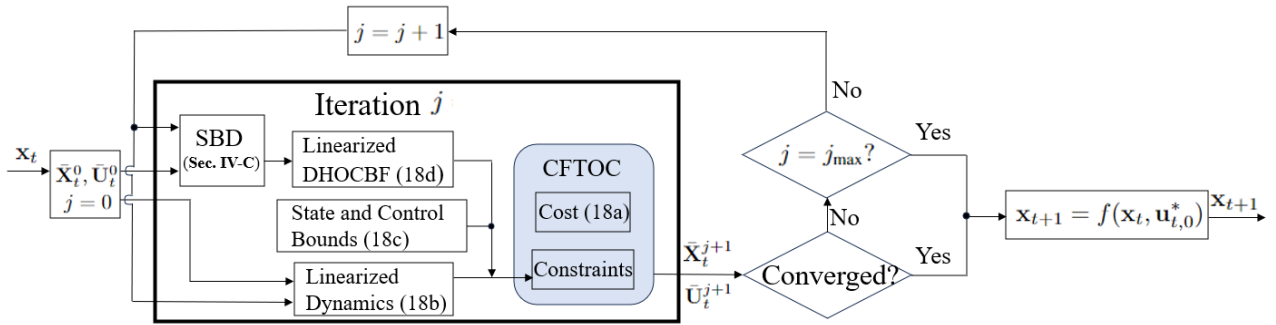 j = j + 1
Iteration j
No
SBD
(Sec. IV-C)
Linearized
DHOCBF (18d)
CFTOC
j = j_max?
Yes
x_t
X̄_t^0, Ū_t^0
j = 0
State and Control
Bounds (18c)
Cost (18a)
No
x_{t+1} = f(x_t, u*_{t,0})
x_{t+1}
Linearized
Dynamics (18b)
Constraints
X̄_t^{j+1}
Ū_t^{j+1}
Converged?
Yes